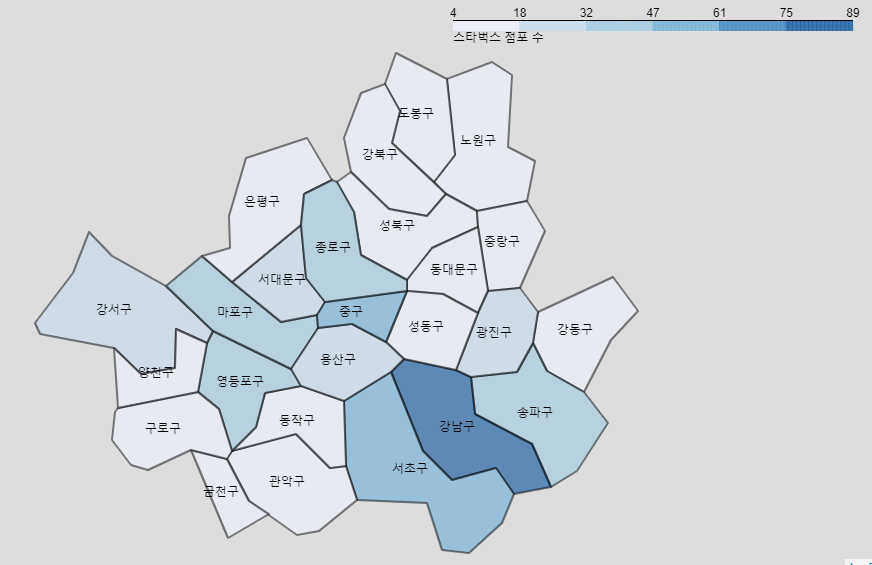 4 18 32 47 61 75 89
스타벅스 점포 수
도봉구
노원구
강북구
은평구
성북구
중랑구
종로구
동대문구
서대문구
강서구
마포구
중구
성동구
광진구
강동구
용산구
양천구
영등포구
송파구
동작구
구로구
강남구
서초구
관악구
금천구